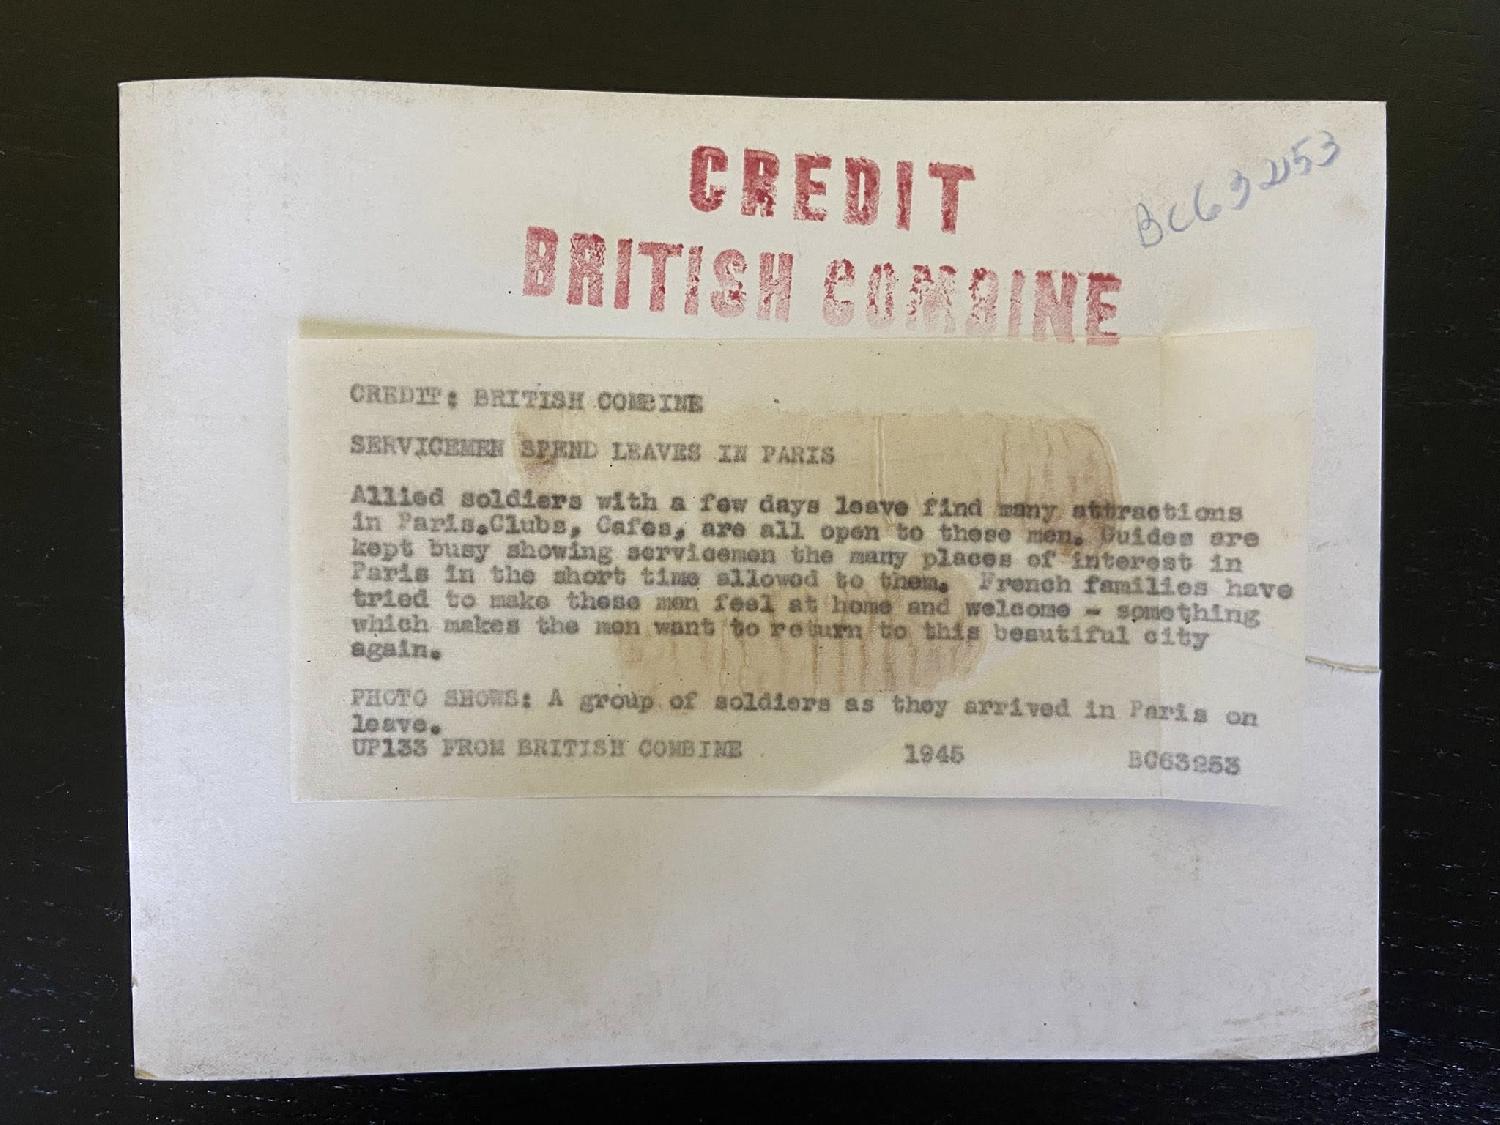 CREDIT
BRITISH COMBINE
BC63253
CREDIT: BRITISH COMBINE
SERVICEMEN SPEND LEAVES IN PARIS
Allied soldiers with a few days leave find many attractions
in Paris.Clubs, Cafes, are all open to these men. Guides are
kept busy showing servicemen the many places of interest in
Paris in the short time allowed to them. French families have
tried to make these men feel at home and welcome - something
which makes the men want to return to this beautiful city
again.
PHOTO SHOWS: A group of soldiers as they arrived in Paris on
leave.
UP133 FROM BRITISH COMBINE 1945 BC63253